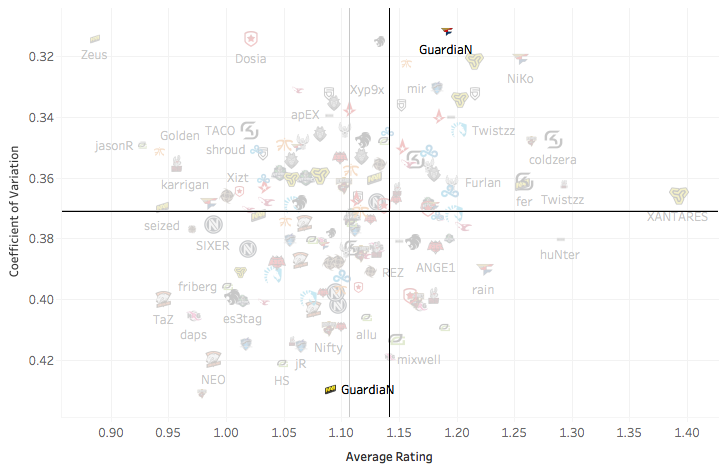 Zeus
Dosia
GuardiaN
0.32
NiKo
Xyp9x
mir
0.34
apEX
TACO
Golden
Twistzz
jasonR
shroud
coldzera
0.36
karrigan
Xizt
Furlan
fer
Twistzz
XANTARES
seized
0.38
SIXER
huNter
REZ
ANGE1
friberg
rain
0.40
TaZ
es3tag
daps
allu
Nifty
0.42
NEO
jR
mixwell
HS
GuardiaN
0.90
0.95
1.00
1.05
1.10
1.15
1.20
1.25
1.30
1.35
1.40
Average Rating
Coefficient of Variation